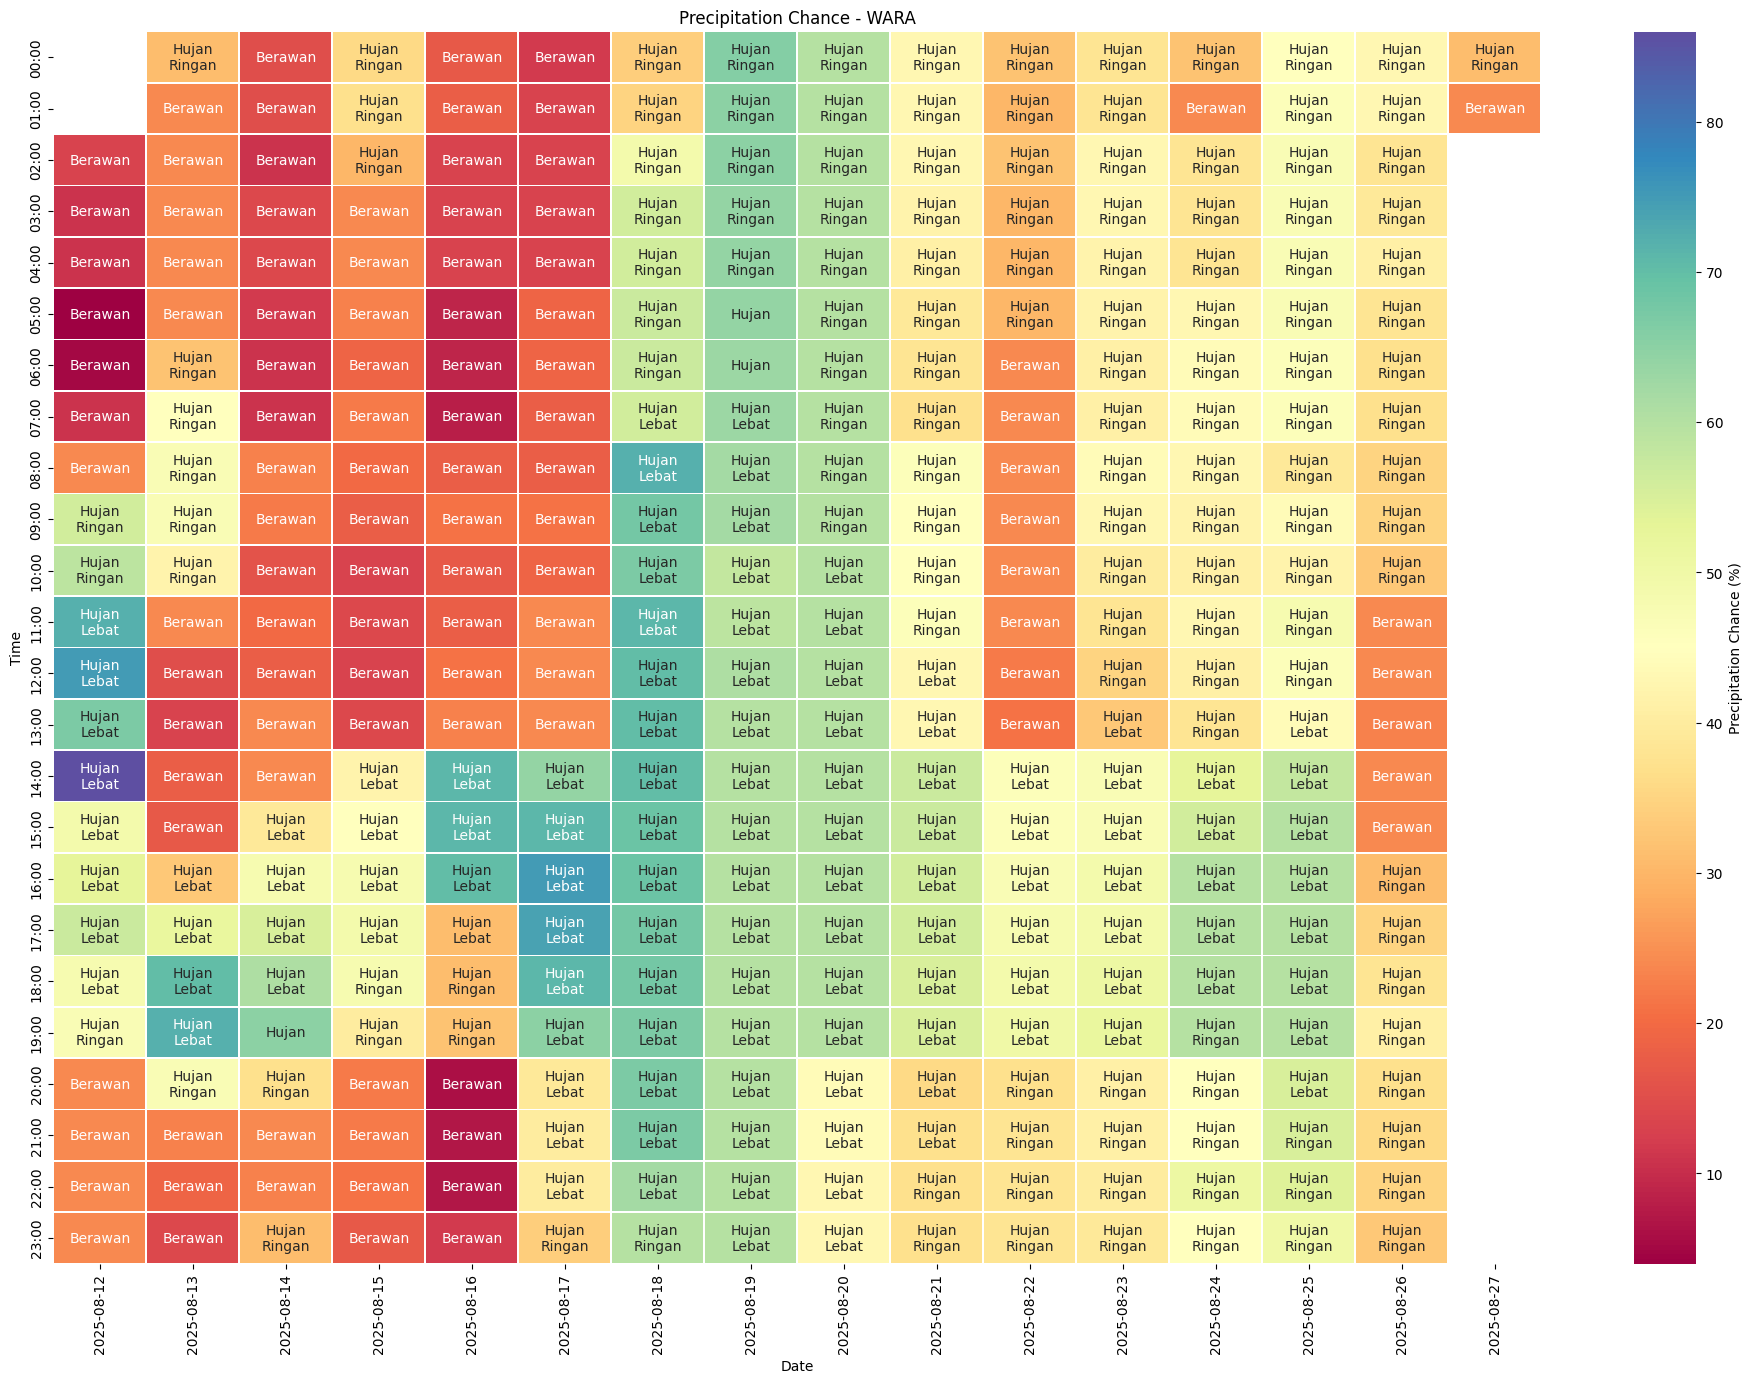 Precipitation Chance - WARA
00:00 Hujan Ringan Berawan Hujan Ringan Berawan Berawan Hujan Ringan Hujan Ringan Hujan Ringan Hujan Ringan Hujan Ringan Hujan Ringan Hujan Ringan Hujan Ringan Hujan Ringan Hujan Ringan
01:00 Berawan Berawan Hujan Ringan Berawan Berawan Hujan Ringan Hujan Ringan Hujan Ringan Hujan Ringan Hujan Ringan Hujan Ringan Berawan Hujan Ringan Hujan Ringan Berawan
02:00 Berawan Berawan Berawan Hujan Ringan Berawan Berawan Hujan Ringan Hujan Ringan Hujan Ringan Hujan Ringan Hujan Ringan Hujan Ringan Hujan Ringan Hujan Ringan Hujan Ringan
03:00 Berawan Berawan Berawan Berawan Berawan Berawan Hujan Ringan Hujan Ringan Hujan Ringan Hujan Ringan Hujan Ringan Hujan Ringan Hujan Ringan Hujan Ringan Hujan Ringan
04:00 Berawan Berawan Berawan Berawan Berawan Berawan Hujan Ringan Hujan Ringan Hujan Ringan Hujan Ringan Hujan Ringan Hujan Ringan Hujan Ringan Hujan Ringan Hujan Ringan
05:00 Berawan Berawan Berawan Berawan Berawan Berawan Hujan Ringan Hujan Hujan Ringan Hujan Ringan Hujan Ringan Hujan Ringan Hujan Ringan Hujan Ringan Hujan Ringan
06:00 Berawan Hujan Ringan Berawan Berawan Berawan Berawan Hujan Ringan Hujan Hujan Ringan Hujan Ringan Berawan Hujan Ringan Hujan Ringan Hujan Ringan Hujan Ringan
07:00 Berawan Hujan Ringan Berawan Berawan Berawan Berawan Hujan Lebat Hujan Lebat Hujan Ringan Hujan Ringan Berawan Hujan Ringan Hujan Ringan Hujan Ringan Hujan Ringan
08:00 Berawan Hujan Ringan Berawan Berawan Berawan Berawan Hujan Lebat Hujan Lebat Hujan Ringan Hujan Ringan Berawan Hujan Ringan Hujan Ringan Hujan Ringan Hujan Ringan
09:00 Hujan Ringan Hujan Ringan Berawan Berawan Berawan Berawan Hujan Lebat Hujan Lebat Hujan Ringan Hujan Ringan Berawan Hujan Ringan Hujan Ringan Hujan Ringan Hujan Ringan
10:00 Hujan Ringan Hujan Ringan Berawan Berawan Berawan Berawan Hujan Lebat Hujan Lebat Hujan Lebat Hujan Ringan Berawan Hujan Ringan Hujan Ringan Hujan Ringan Hujan Ringan
11:00 Hujan Lebat Berawan Berawan Berawan Berawan Berawan Hujan Lebat Hujan Lebat Hujan Lebat Hujan Ringan Berawan Hujan Ringan Hujan Ringan Hujan Ringan Berawan
12:00 Hujan Lebat Berawan Berawan Berawan Berawan Berawan Hujan Lebat Hujan Lebat Hujan Lebat Hujan Lebat Berawan Hujan Ringan Hujan Ringan Hujan Ringan Berawan
13:00 Hujan Lebat Berawan Berawan Berawan Berawan Berawan Hujan Lebat Hujan Lebat Hujan Lebat Hujan Lebat Berawan Hujan Lebat Hujan Ringan Hujan Lebat Berawan
14:00 Hujan Lebat Berawan Berawan Hujan Lebat Hujan Lebat Hujan Lebat Hujan Lebat Hujan Lebat Hujan Lebat Hujan Lebat Hujan Lebat Hujan Lebat Hujan Lebat Hujan Lebat Berawan
15:00 Hujan Lebat Berawan Hujan Lebat Hujan Lebat Hujan Lebat Hujan Lebat Hujan Lebat Hujan Lebat Hujan Lebat Hujan Lebat Hujan Lebat Hujan Lebat Hujan Lebat Hujan Lebat Berawan
16:00 Hujan Lebat Hujan Lebat Hujan Lebat Hujan Lebat Hujan Lebat Hujan Lebat Hujan Lebat Hujan Lebat Hujan Lebat Hujan Lebat Hujan Lebat Hujan Lebat Hujan Lebat Hujan Lebat Hujan Ringan
17:00 Hujan Lebat Hujan Lebat Hujan Lebat Hujan Lebat Hujan Lebat Hujan Lebat Hujan Lebat Hujan Lebat Hujan Lebat Hujan Lebat Hujan Lebat Hujan Lebat Hujan Lebat Hujan Lebat Hujan Ringan
18:00 Hujan Lebat Hujan Lebat Hujan Lebat Hujan Ringan Hujan Ringan Hujan Lebat Hujan Lebat Hujan Lebat Hujan Lebat Hujan Lebat Hujan Lebat Hujan Lebat Hujan Lebat Hujan Lebat Hujan Ringan
19:00 Hujan Ringan Hujan Lebat Hujan Hujan Ringan Hujan Ringan Hujan Lebat Hujan Lebat Hujan Lebat Hujan Lebat Hujan Lebat Hujan Lebat Hujan Lebat Hujan Ringan Hujan Lebat Hujan Ringan
20:00 Berawan Hujan Ringan Hujan Ringan Berawan Berawan Hujan Lebat Hujan Lebat Hujan Lebat Hujan Lebat Hujan Lebat Hujan Ringan Hujan Ringan Hujan Ringan Hujan Lebat Hujan Ringan
21:00 Berawan Berawan Berawan Berawan Berawan Hujan Lebat Hujan Lebat Hujan Lebat Hujan Lebat Hujan Lebat Hujan Ringan Hujan Ringan Hujan Ringan Hujan Ringan Hujan Ringan
22:00 Berawan Berawan Berawan Berawan Berawan Hujan Lebat Hujan Lebat Hujan Lebat Hujan Lebat Hujan Ringan Hujan Ringan Hujan Ringan Hujan Ringan Hujan Ringan Hujan Ringan
23:00 Berawan Berawan Hujan Ringan Berawan Berawan Hujan Ringan Hujan Ringan Hujan Lebat Hujan Lebat Hujan Ringan Hujan Ringan Hujan Ringan Hujan Ringan Hujan Ringan Hujan Ringan
Time
2025-08-12 2025-08-13 2025-08-14 2025-08-15 2025-08-16 2025-08-17 2025-08-18 2025-08-19 2025-08-20 2025-08-21 2025-08-22 2025-08-23 2025-08-24 2025-08-25 2025-08-26 2025-08-27
Date
80
70
60
50
40
30
20
10
Precipitation Chance (%)